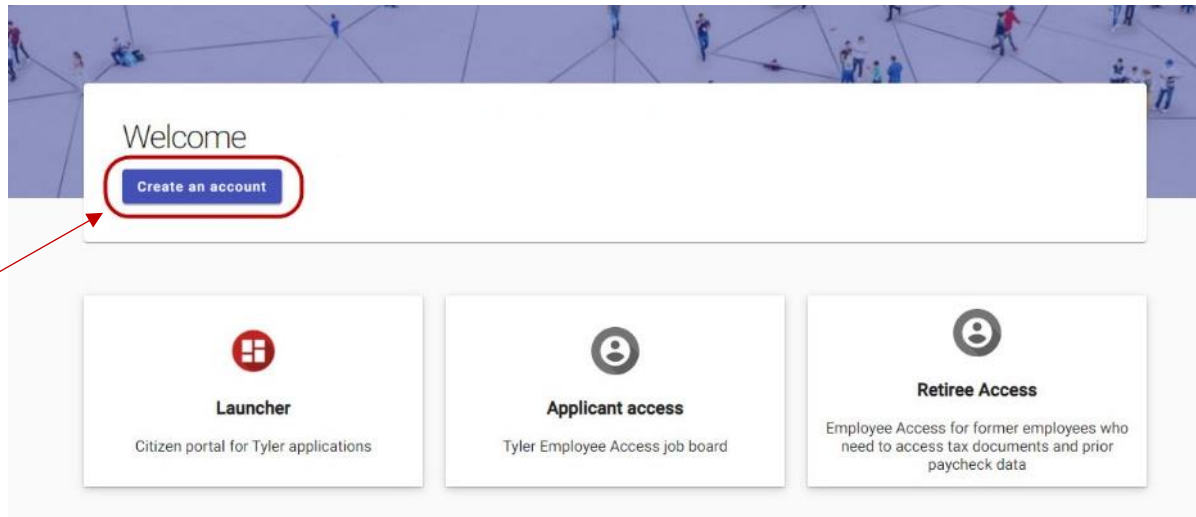 Welcome
Create an account
Launcher
Citizen portal for Tyler applications
Applicant access
Tyler Employee Access job board
Retiree Access
Employee Access for former employees who
need to access tax documents and prior
paycheck data